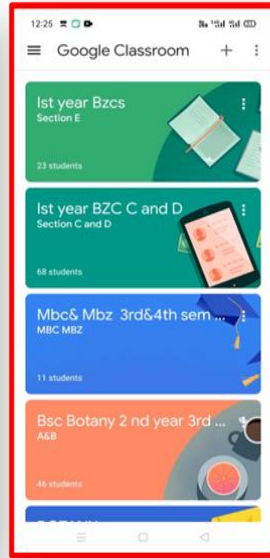 12:25
Google Classroom
Ist year Bzcs
Section E
23 students
Ist year BZC C and D
Section C and D
68 students
Mbc& Mbz 3rd&4th sem ...
MBC MBZ
11 students
Bsc Botany 2 nd year 3rd ...
A&B
46 students